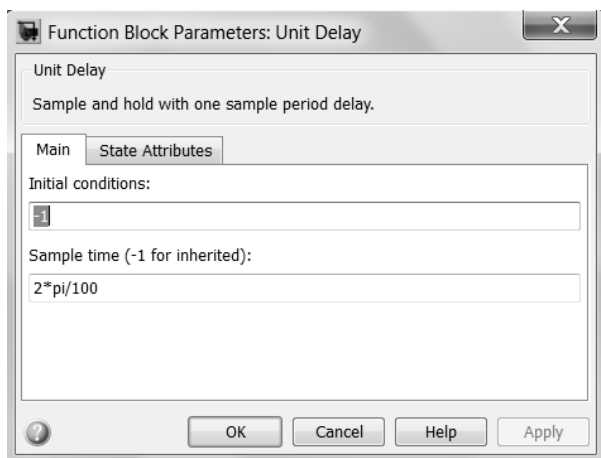 Function Block Parameters: Unit Delay
X
Unit Delay
Sample and hold with one sample period delay.
Main State Attributes
Initial conditions:
-1
Sample time (-1 for inherited):
2*pi/100
? OK Cancel Help Apply